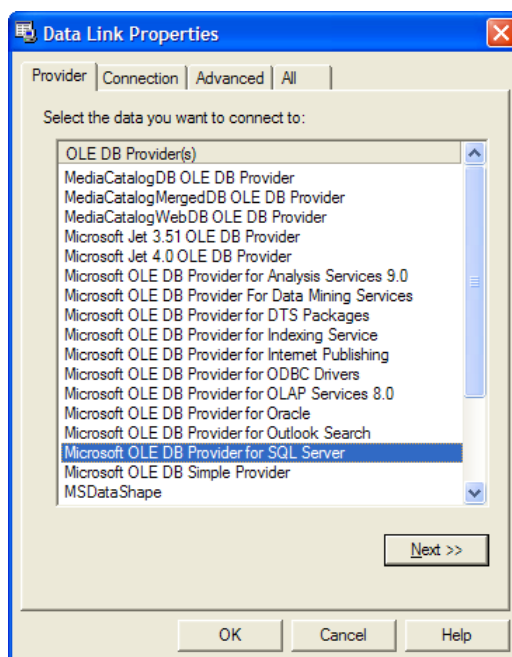 Data Link Properties
Provider Connection Advanced All
Select the data you want to connect to:
OLE DB Provider(s)
MediaCatalogDB OLE DB Provider
MediaCatalogMergedDB OLE DB Provider
MediaCatalogWebDB OLE DB Provider
Microsoft Jet 3.51 OLE DB Provider
Microsoft Jet 4.0 OLE DB Provider
Microsoft OLE DB Provider for Analysis Services 9.0
Microsoft OLE DB Provider For Data Mining Services
Microsoft OLE DB Provider for DTS Packages
Microsoft OLE DB Provider for Indexing Service
Microsoft OLE DB Provider for Internet Publishing
Microsoft OLE DB Provider for ODBC Drivers
Microsoft OLE DB Provider for OLAP Services 8.0
Microsoft OLE DB Provider for Oracle
Microsoft OLE DB Provider for Outlook Search
Microsoft OLE DB Provider for SQL Server
Microsoft OLE DB Simple Provider
MSDataShape
Next >>
OK Cancel Help